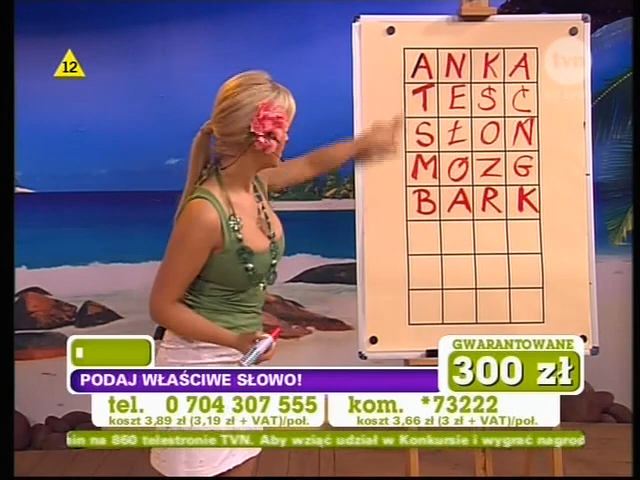 12
tvn
ANKA
TEŚĆ
SŁOŃ
MÓZG
BARK
GWARANTOWANE
300 zł
PODAJ WŁAŚCIWE SŁOWO!
tel. 0 704 307 555
koszt 3,89 zł (3,19 zł + VAT)/poł.
kom. *73222
koszt 3,66 zł (3 zł + VAT)/poł.
min na 860 telestronie TVN. Aby wziąć udział w Konkursie i wygrać nagrod